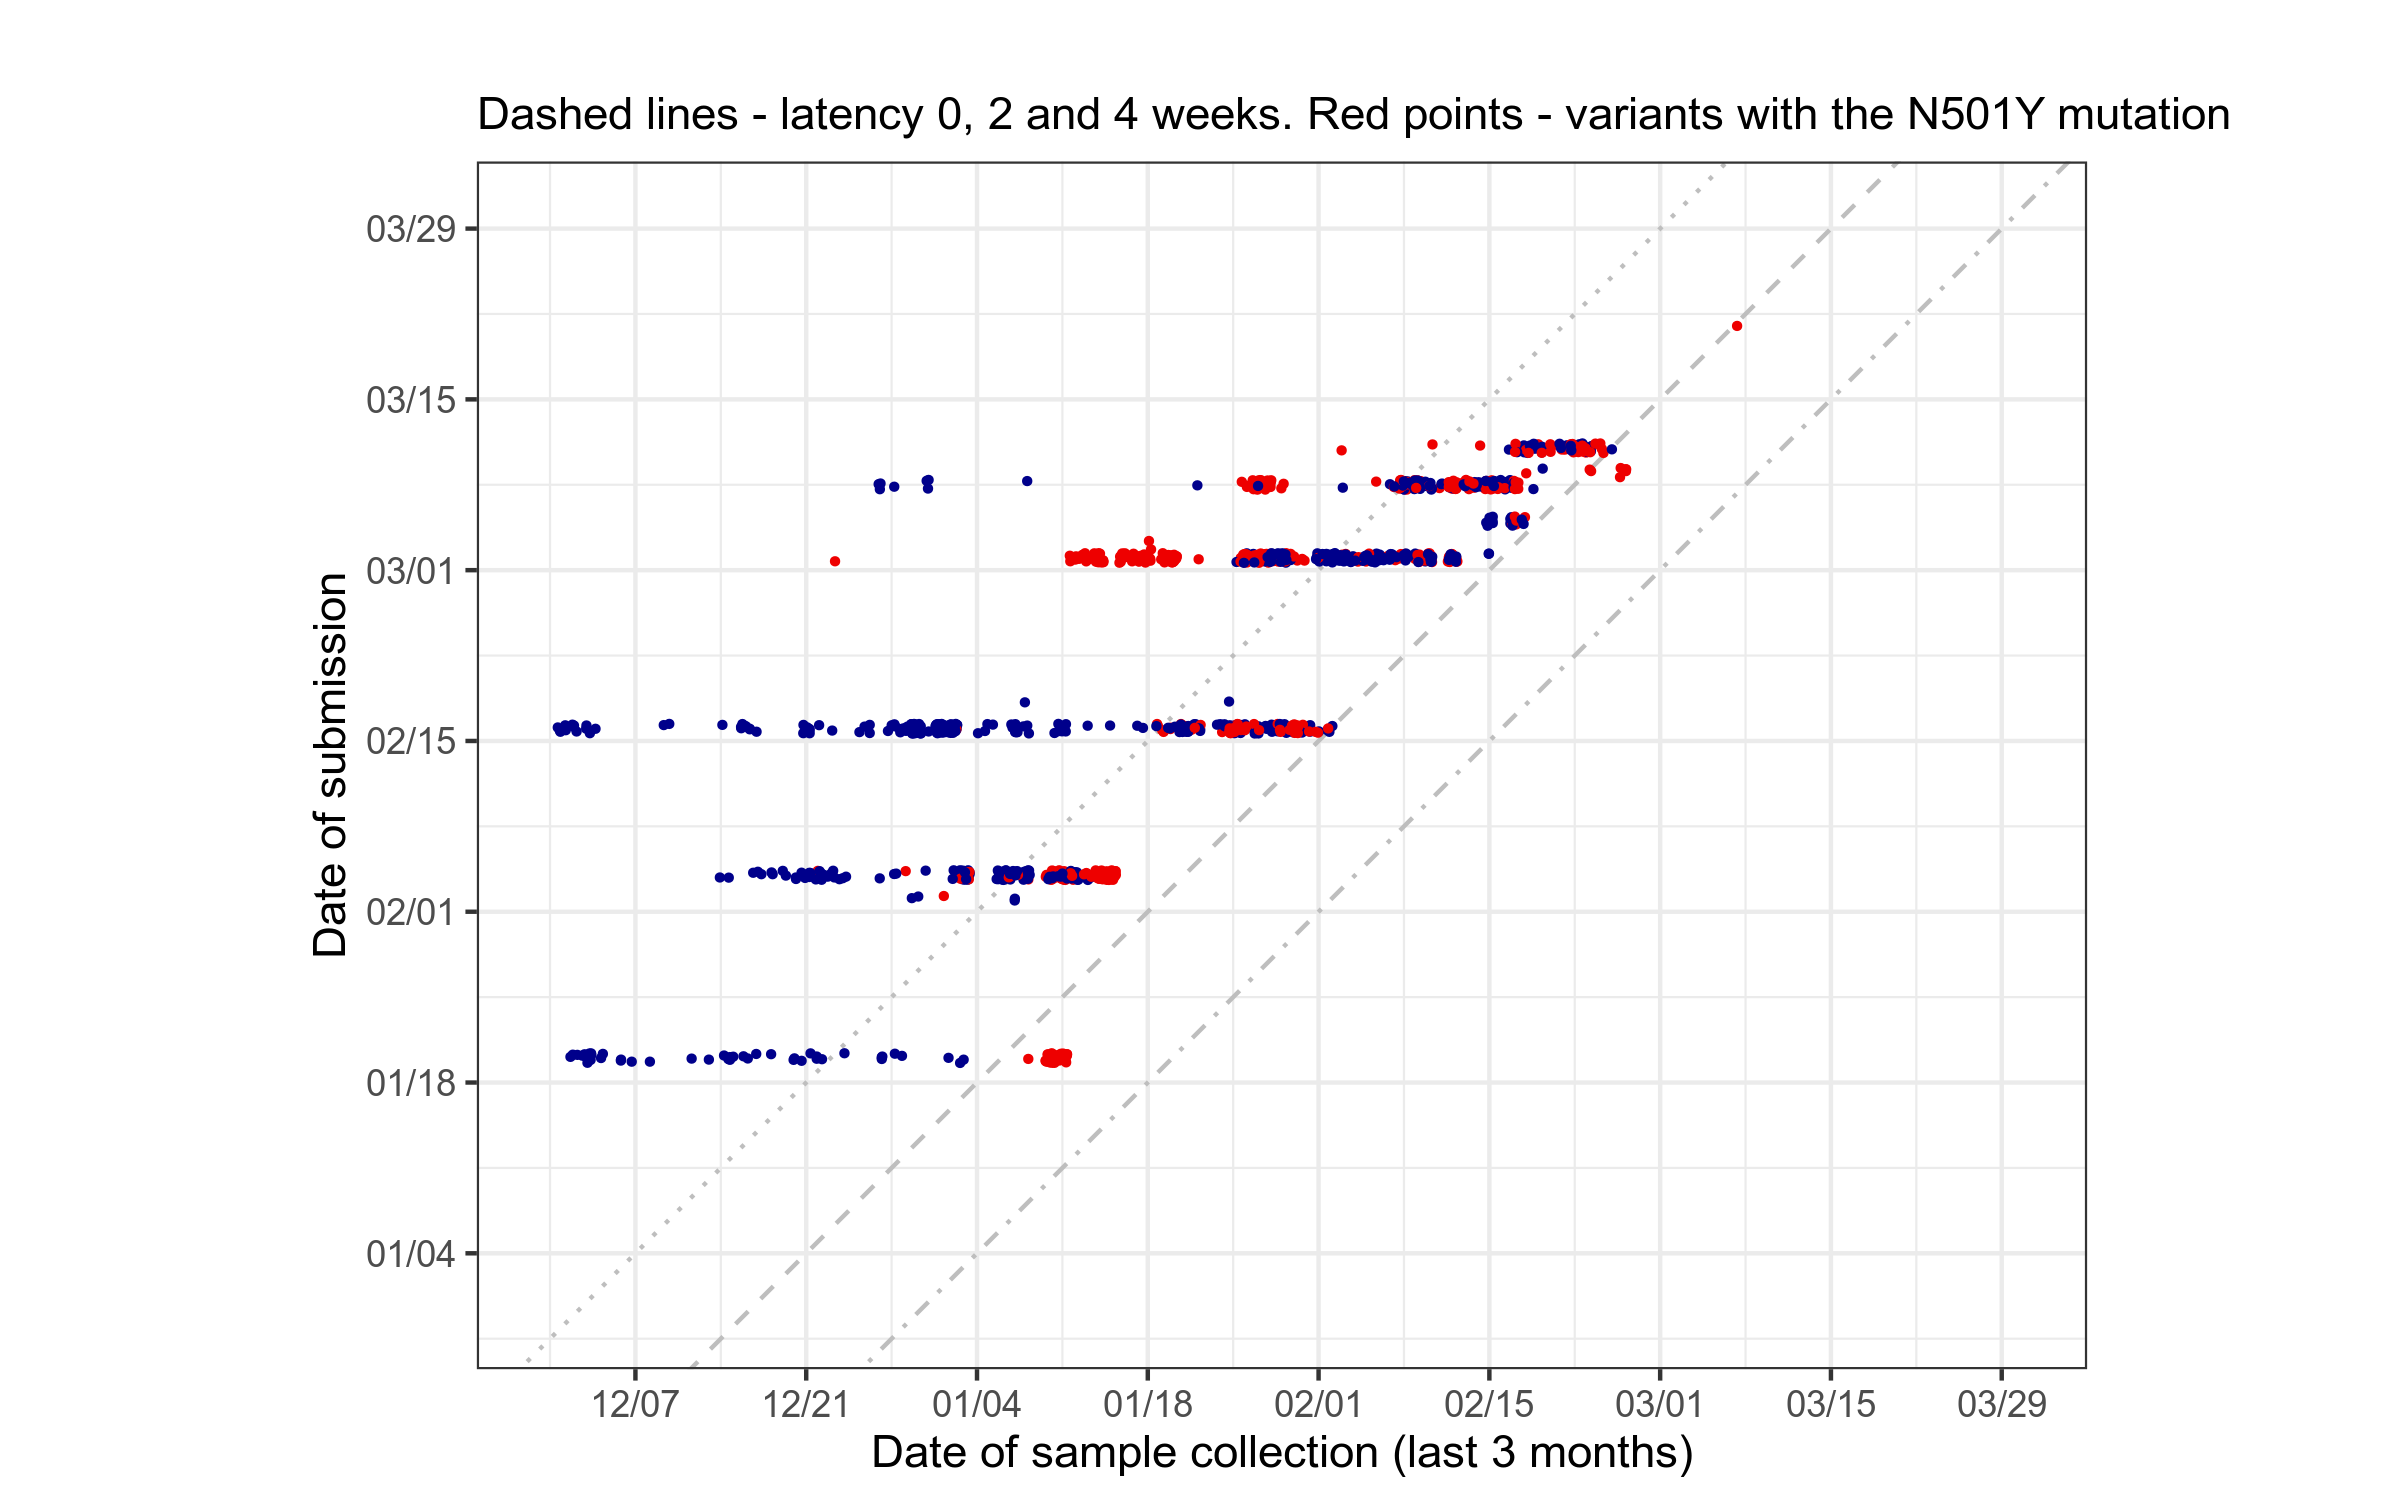 Dashed lines - latency 0, 2 and 4 weeks. Red points - variants with the N501Y mutation
03/29
03/15
03/01
02/15
02/01
01/18
01/04
Date of submission
12/07 12/21 01/04 01/18 02/01 02/15 03/01 03/15 03/29
Date of sample collection (last 3 months)